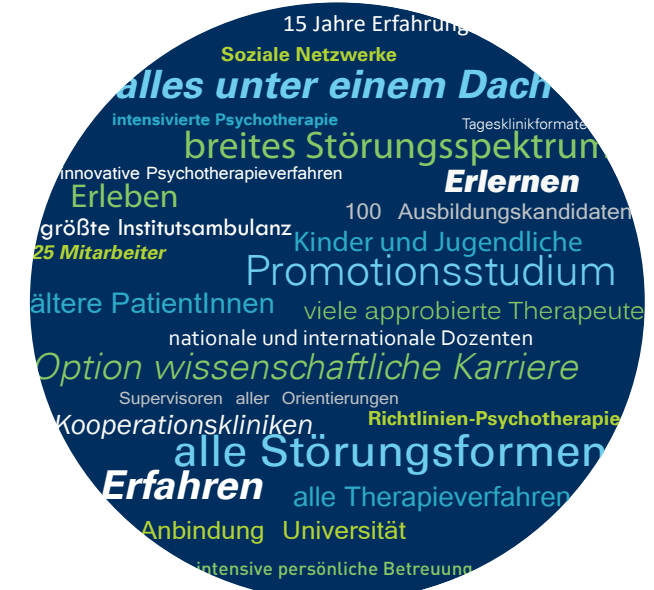 15 Jahre Erfahrung
Soziale Netzwerke
alles unter einem Dach
intensivierte Psychotherapie
Tagesklinikformate
breites Störungsspektrum
innovative Psychotherapieverfahren
Erlernen
Erleben
100 Ausbildungskandidaten
größte Institutsambulanz
Kinder und Jugendliche
25 Mitarbeiter
Promotionsstudium
ältere PatientInnen
viele approbierte Therapeute
nationale und internationale Dozenten
Option wissenschaftliche Karriere
Supervisoren aller Orientierungen
Kooperationskliniken
Richtlinien-Psychotherapie
alle Störungsformen
Erfahren
alle Therapieverfahren
Anbindung Universität
intensive persönliche Betreuung